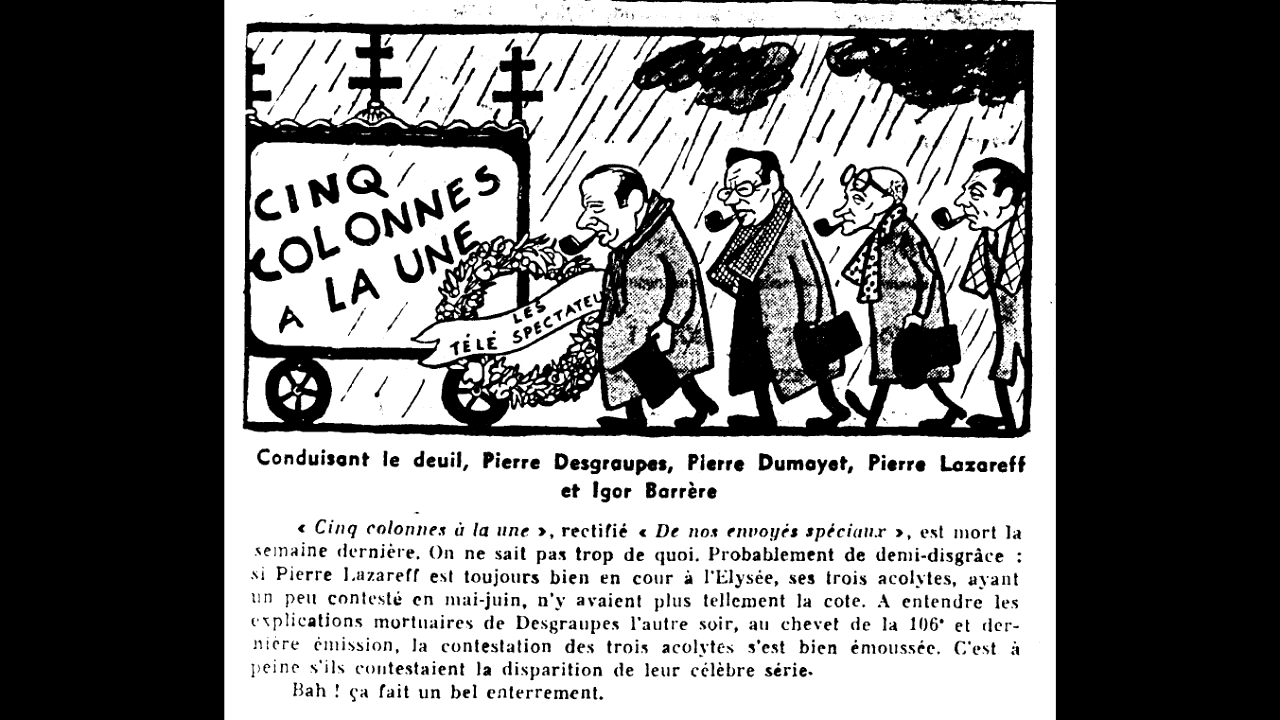 CINQ
COLONNES
A LA UNE
LES
TÉLÉ SPECTATEU
Conduisant le deuil, Pierre Desgraupes, Pierre Dumayet, Pierre Lazareff
et Igor Barrère
« Cinq colonnes à la une », rectifié « De nos envoyés spéciaux », est mort la
semaine dernière. On ne sait pas trop de quoi. Probablement de demi-disgrâce :
si Pierre Lazareff est toujours bien en cour à l'Elysée, ses trois acolytes, ayant
un peu contesté en mai-juin, n'y avaient plus tellement la cote. A entendre les
explications mortuaires de Desgraupes l'autre soir, au chevet de la 106e et der-
nière émission, la contestation des trois acolytes s'est bien émoussée. C'est à
peine s'ils contestaient la disparition de leur célèbre série.
Bah ! ça fait un bel enterrement.